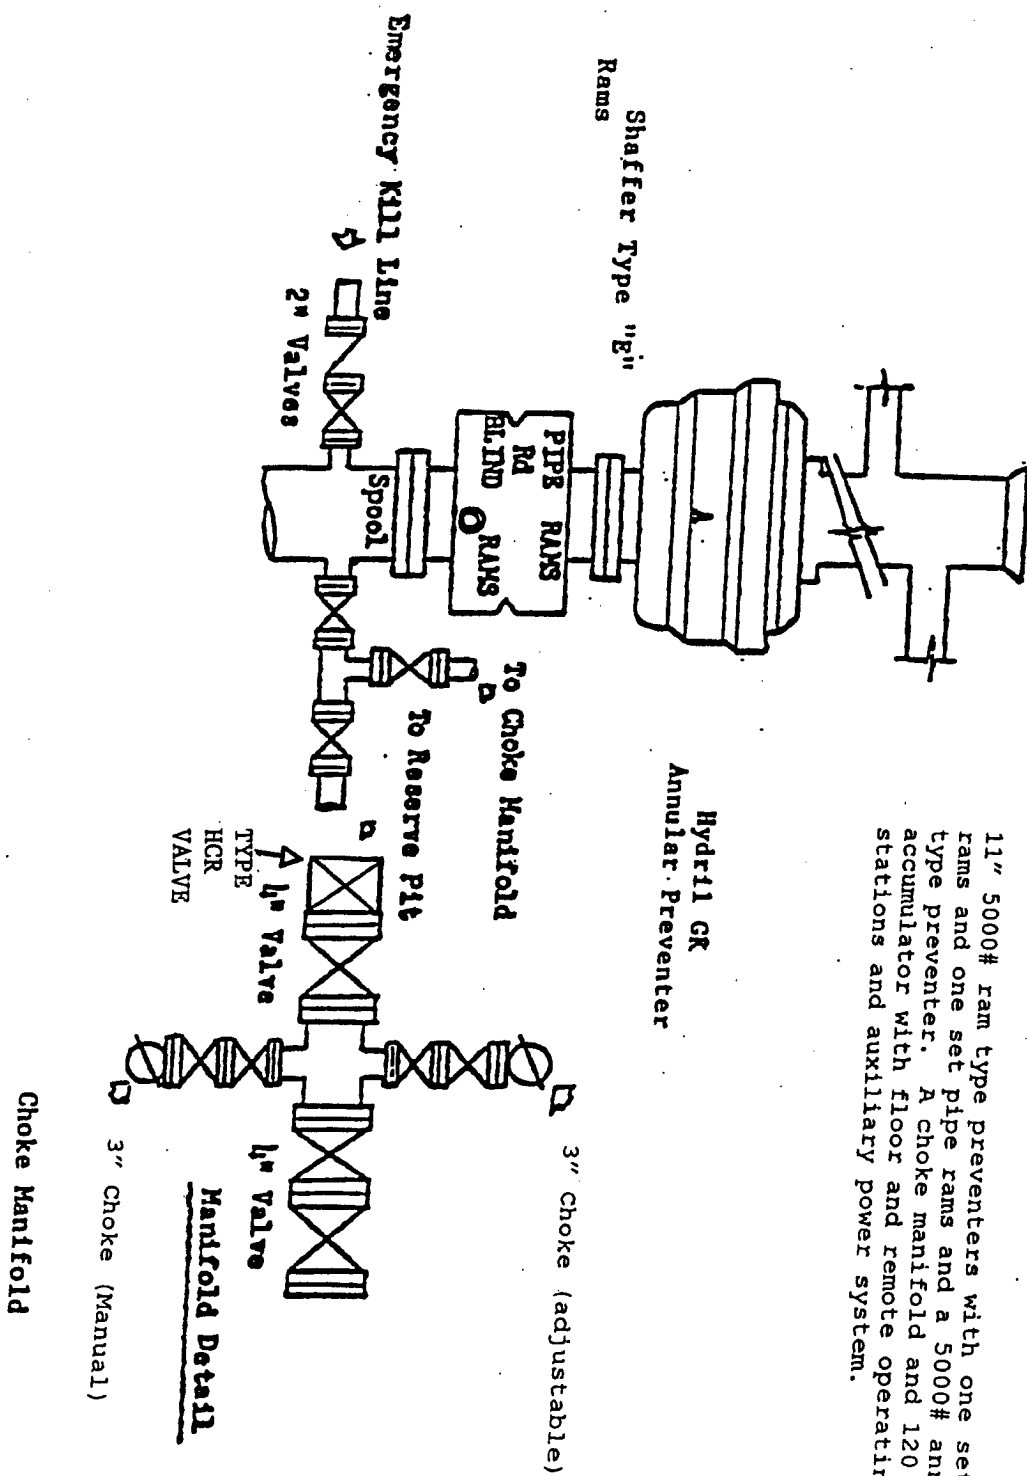 11" 5000# ram type preventers with one set
rams and one set pipe rams and a 5000#
type preventer. A choke manifold and 120
accumulator with floor and remote
stations and auxiliary power system.
Shaffer Type "E"
Rams
Hydril GK
Annular Preventer
PIPE RAMS
Rd
BLIND RAMS
Spool
Emergency Kill Line
2" Valves
To Choke Manifold
To Reserve Pit
TYPE
HCR
VALVE
4" Valve
4" Valve
3" Choke (adjustable)
3" Choke (Manual)
Manifold Detail
Choke Manifold